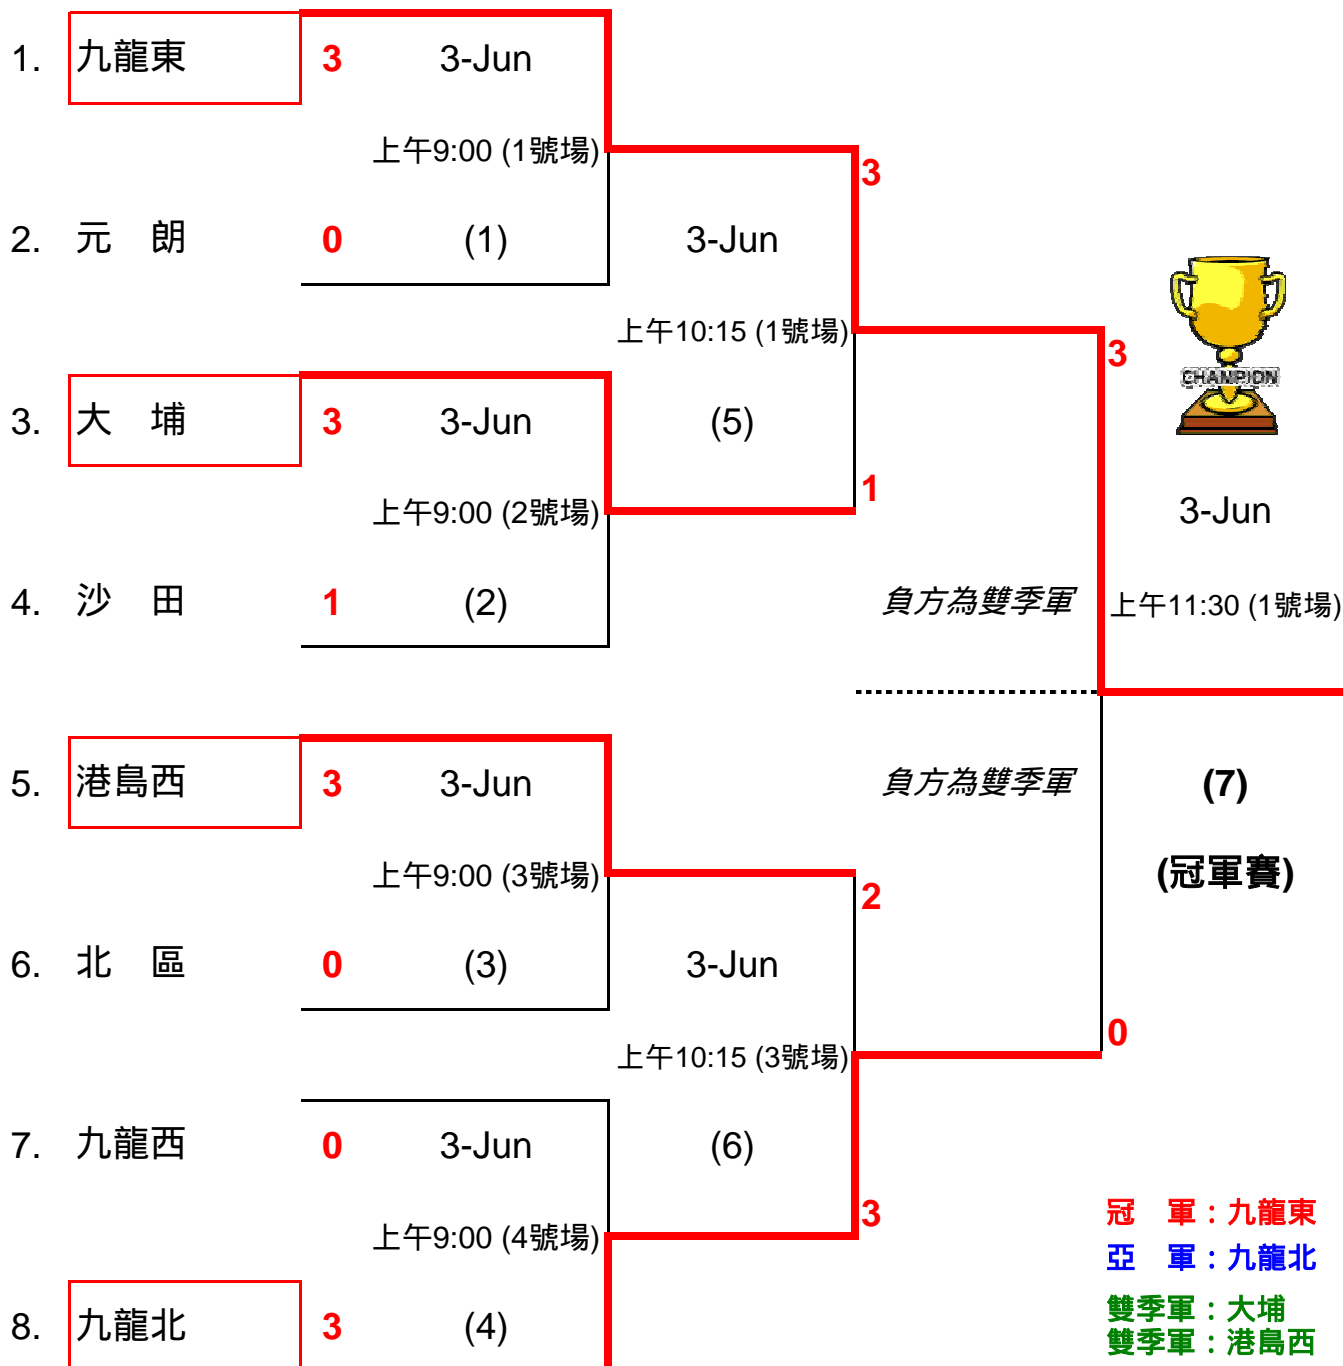 1. 九龍東 3 3-Jun
上午9:00 (1號場)
3
2. 元 朗 0 (1) 3-Jun
上午10:15 (1號場)
3
CHAMPION
3. 大 埔 3 3-Jun (5)
1
上午9:00 (2號場) 3-Jun
4. 沙 田 1 (2) 負方為雙季軍 上午11:30 (1號場)
5. 港島西 3 3-Jun 負方為雙季軍 (7)
上午9:00 (3號場) (冠軍賽)
2
6. 北 區 0 (3) 3-Jun
0
上午10:15 (3號場)
7. 九龍西 0 3-Jun (6)
3 冠 軍：九龍東
上午9:00 (4號場)
亞 軍：九龍北
雙季軍：大埔
8. 九龍北 3 (4)
雙季軍：港島西